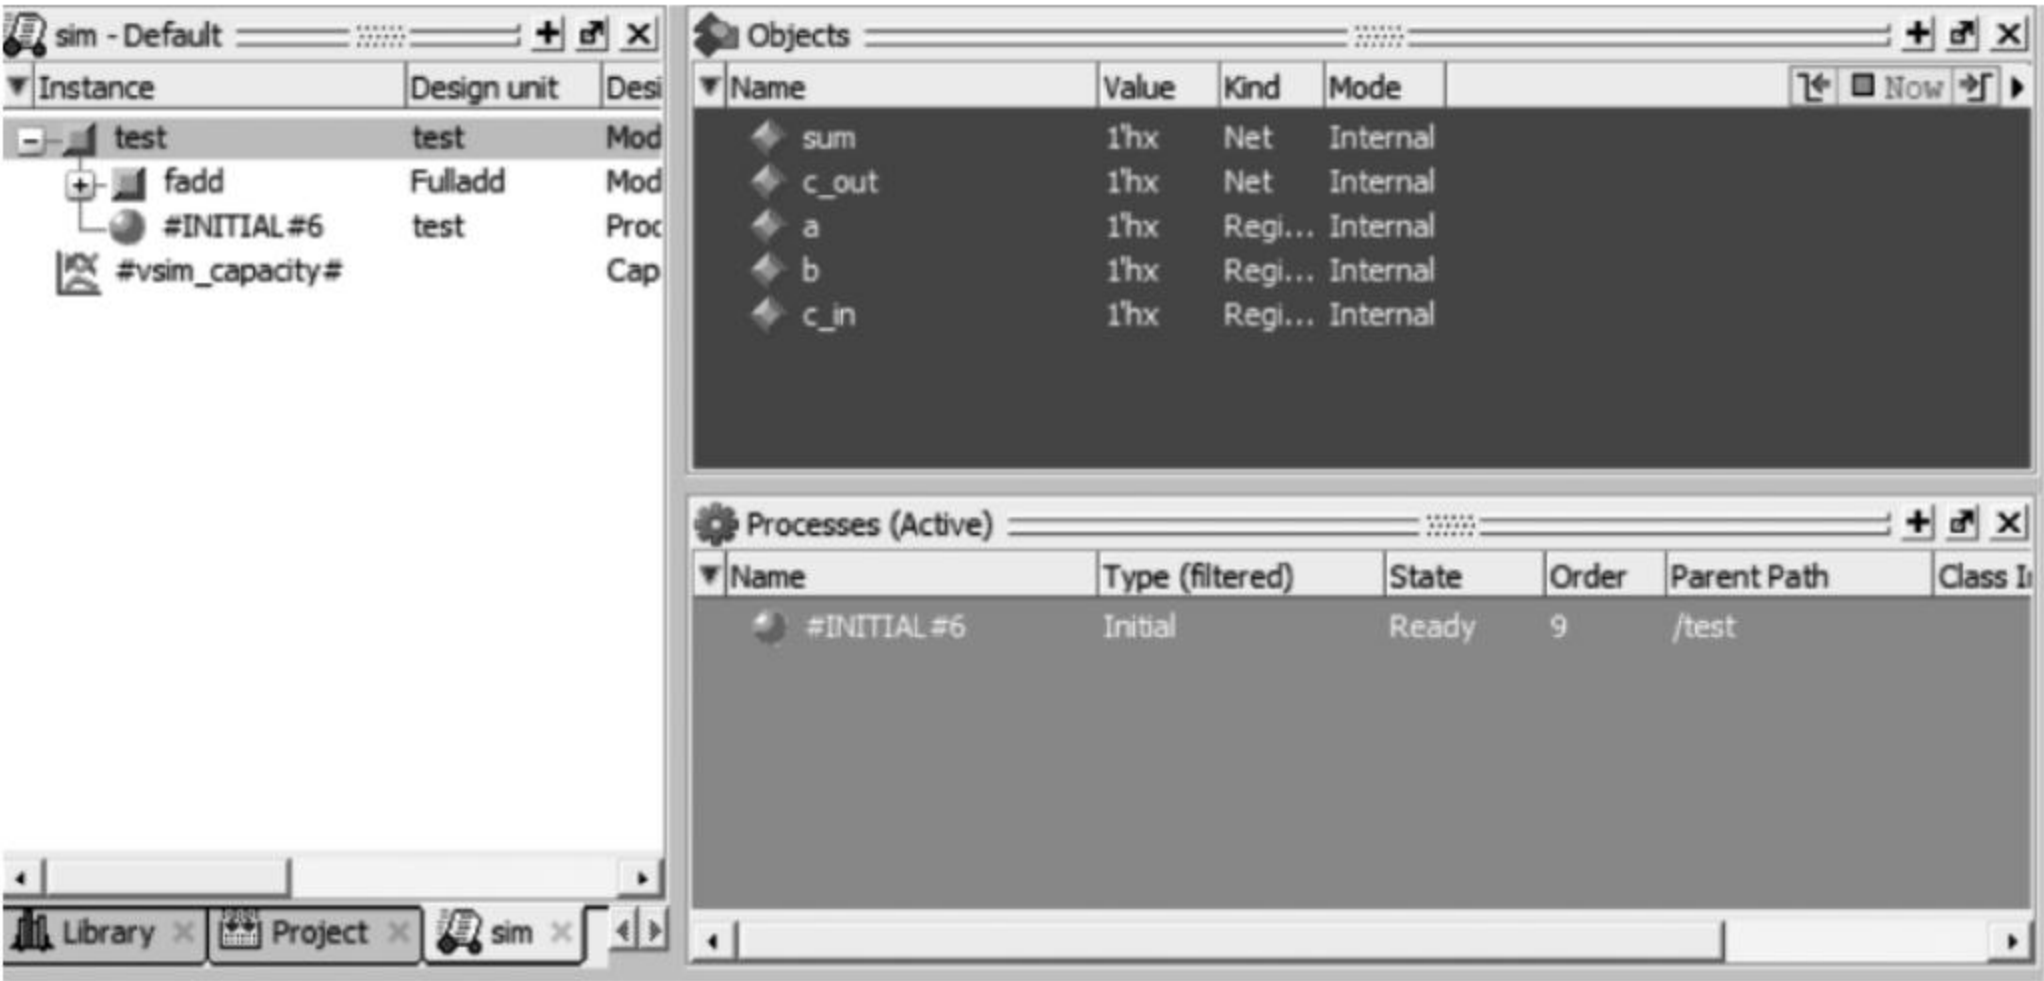 sim - Default
Instance Design unit Desi
test test Mod
fadd Fulladd Mod
#INITIAL#6 test Proc
#vsim_capacity# Cap
Library Project sim
Objects
Name Value Kind Mode Now
sum 1'hx Net Internal
c_out 1'hx Net Internal
a 1'hx Regi... Internal
b 1'hx Regi... Internal
c_in 1'hx Regi... Internal
Processes (Active)
Name Type (filtered) State Order Parent Path Class I
#INITIAL#6 Initial Ready 9 /test